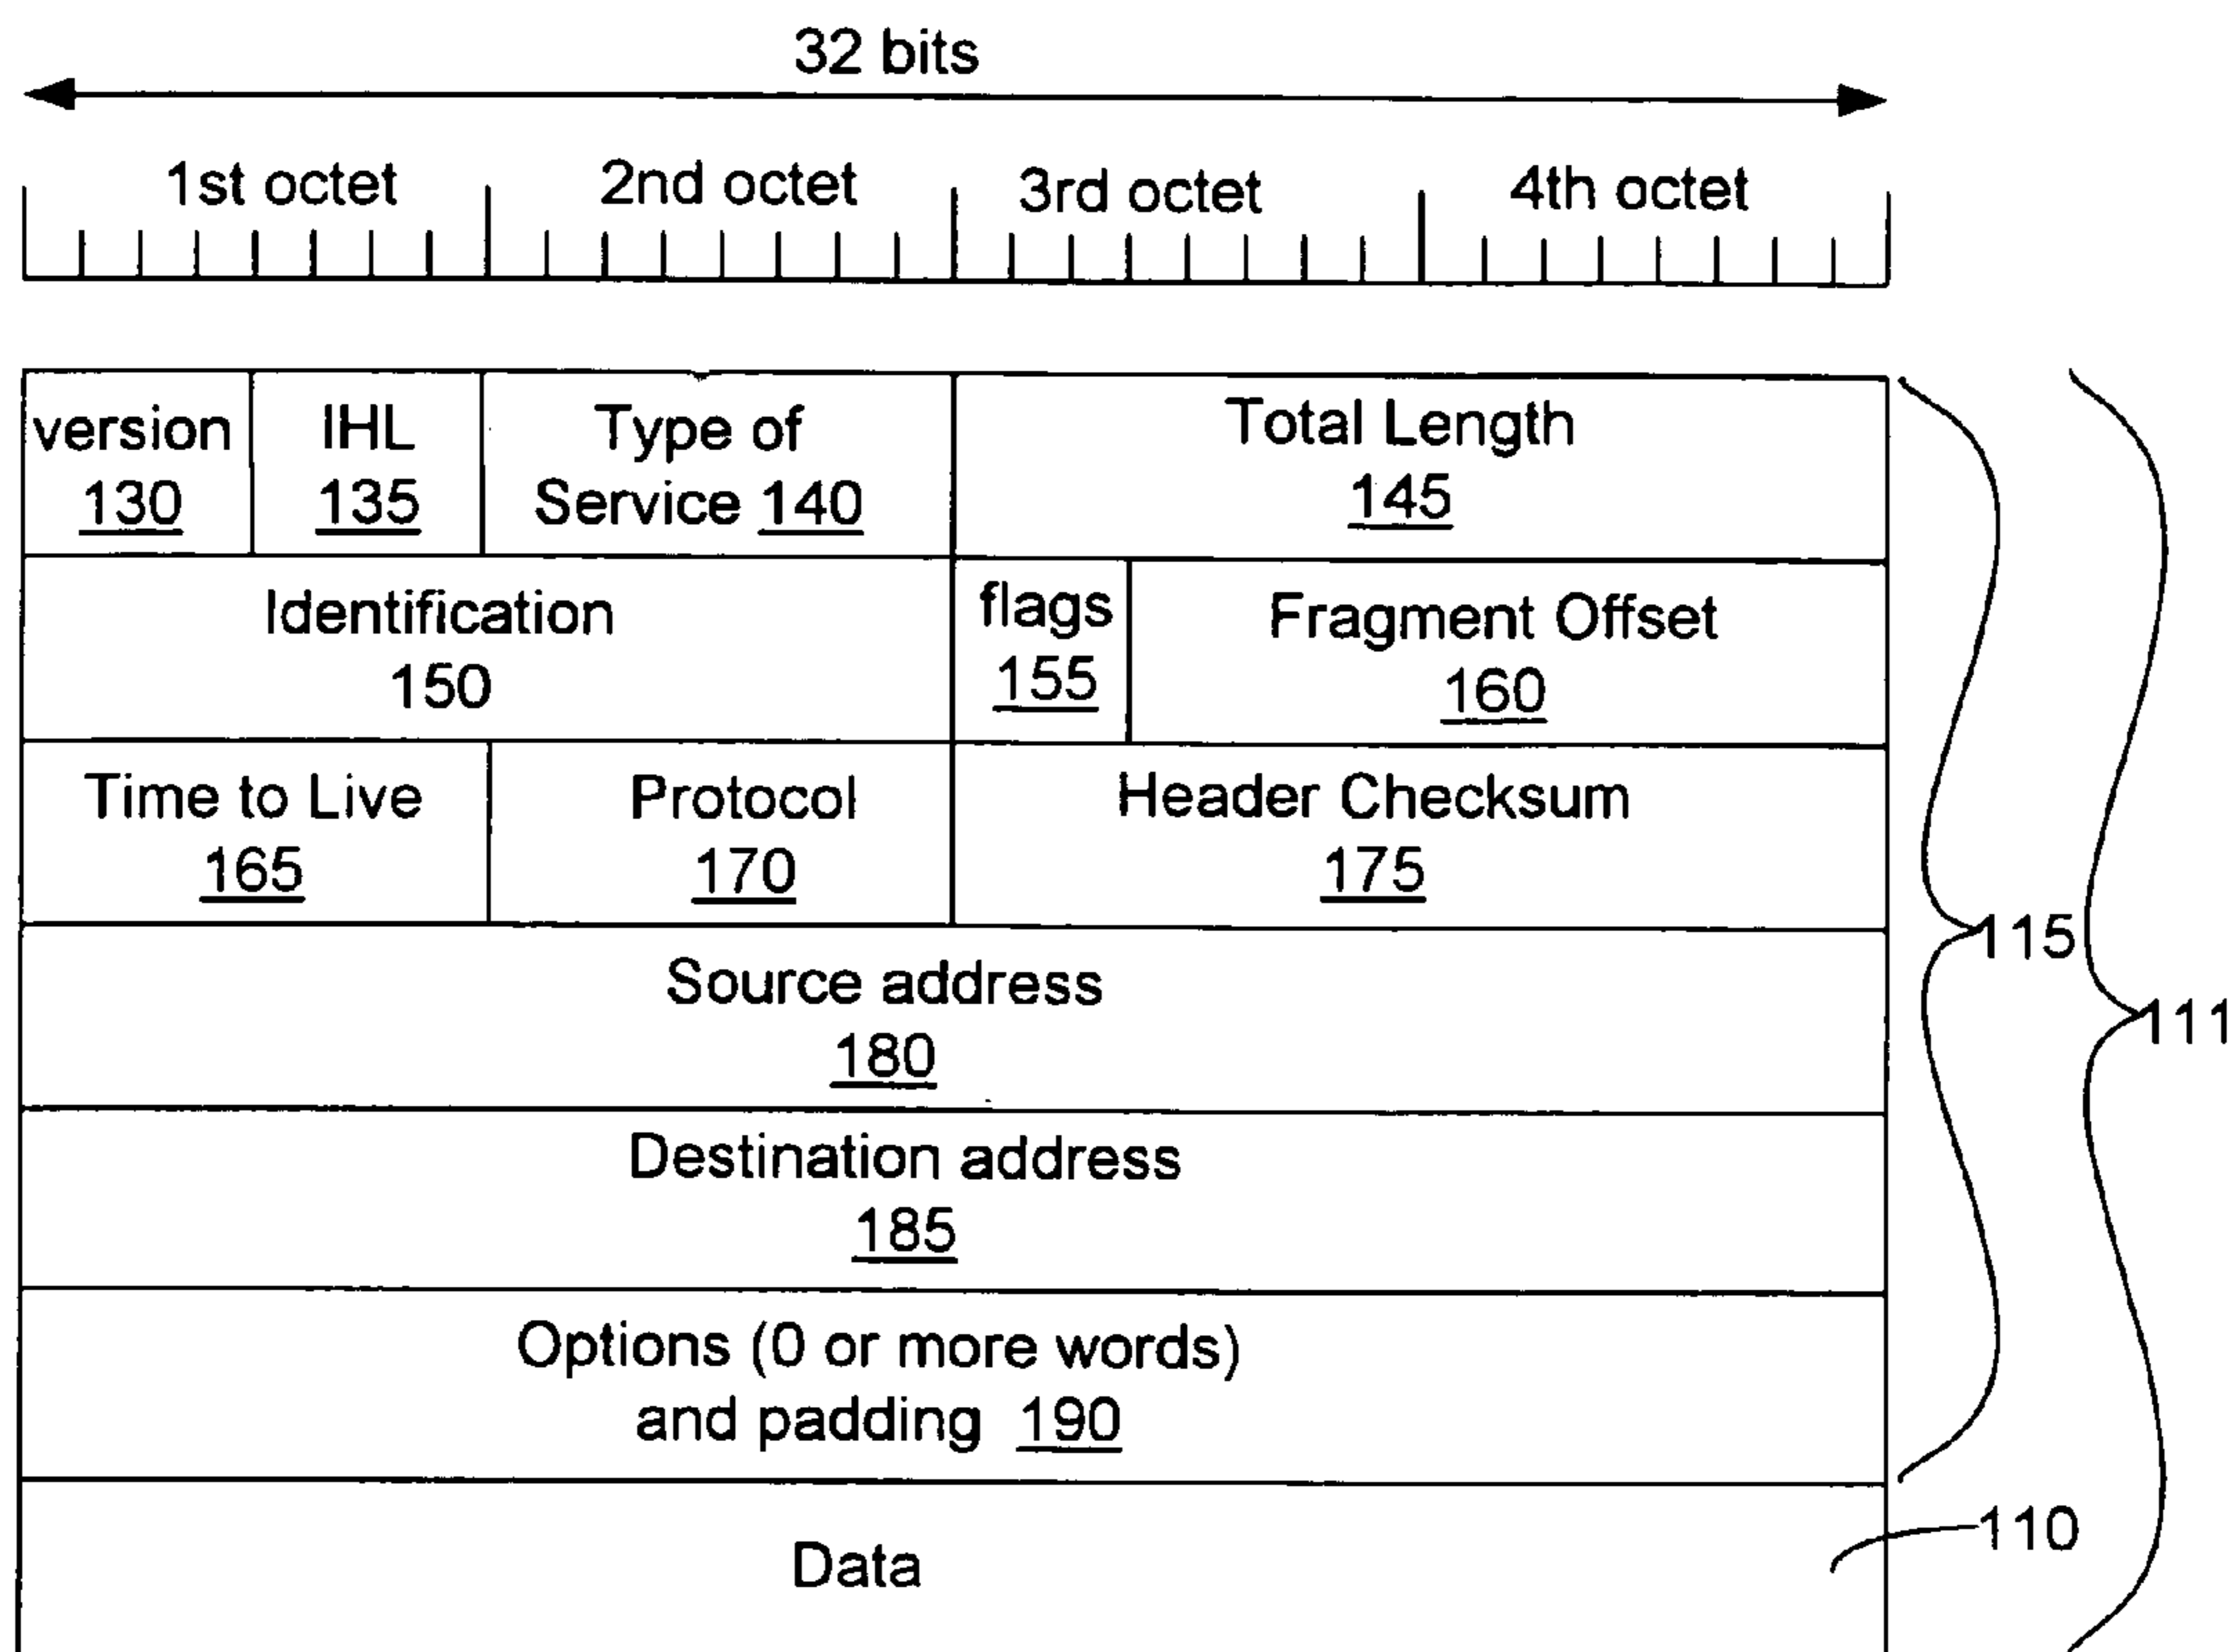 32 bits
1st octet 2nd octet 3rd octet 4th octet
version 130
IHL 135
Type of
Service 140
Total Length
145
Identification
150
flags
155
Fragment Offset
160
Time to Live
165
Protocol
170
Header Checksum
175
Source address
180
Destination address
185
Options (0 or more words)
and padding 190
Data
115
111
110